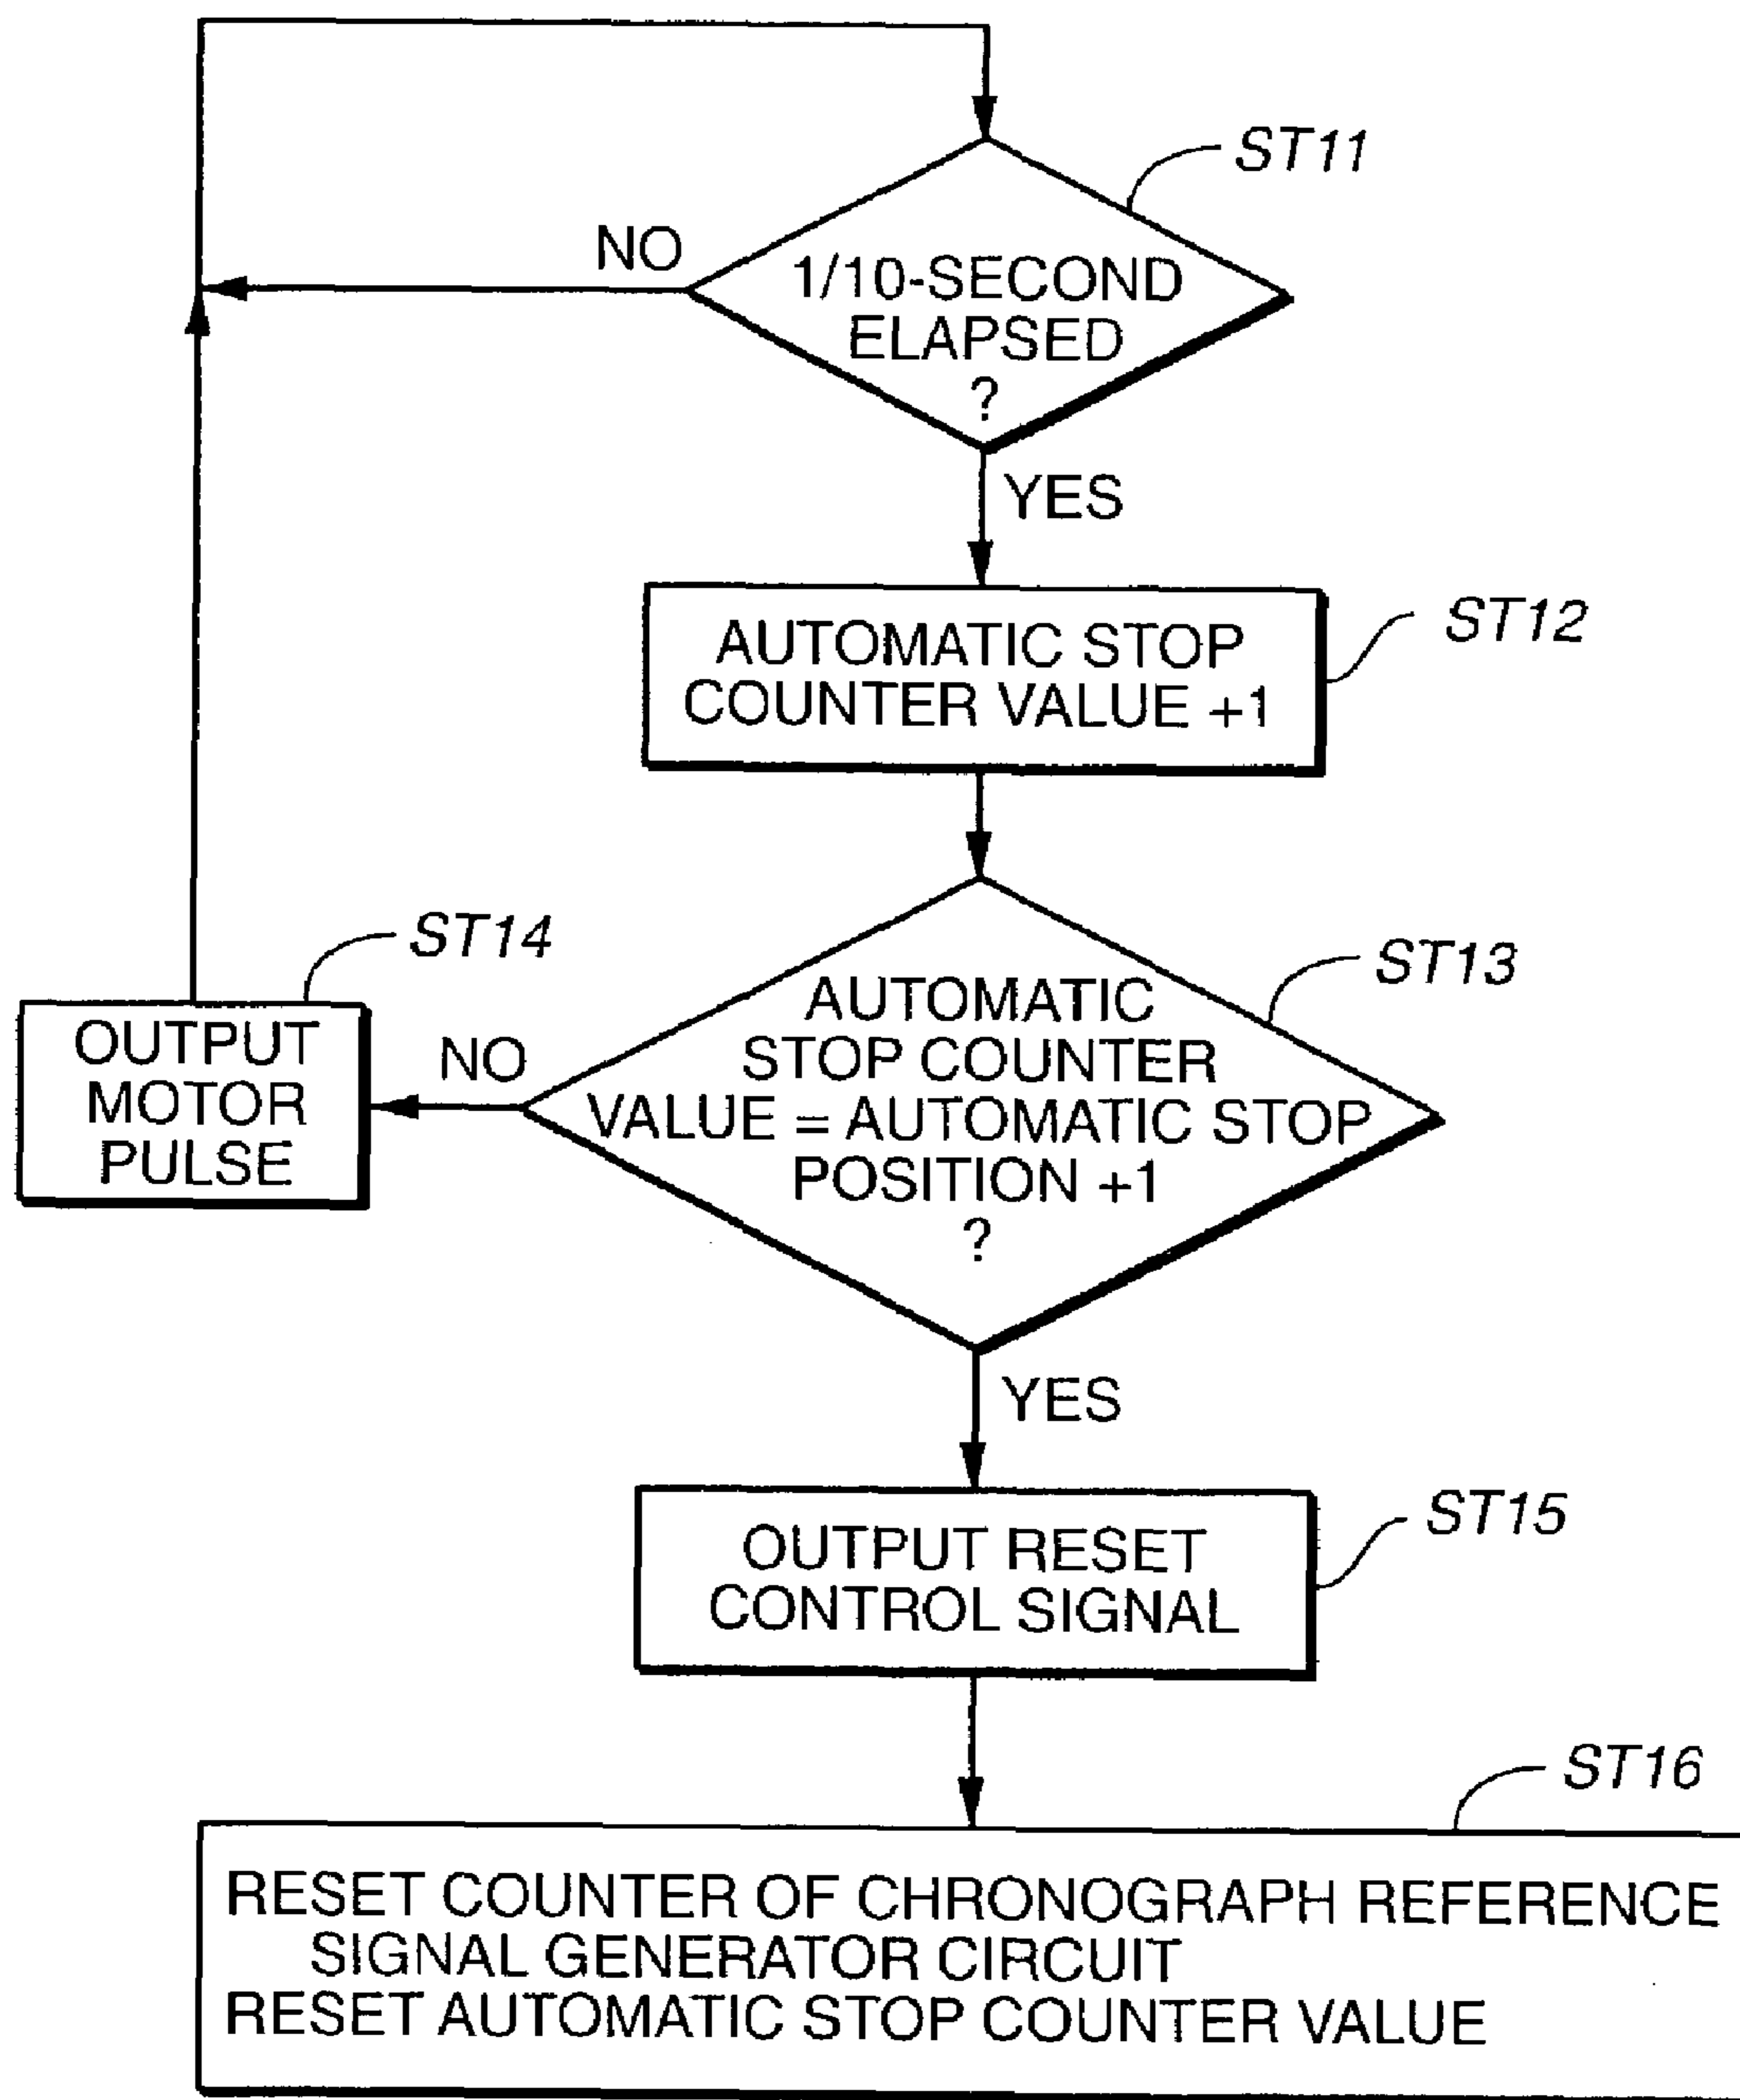 ST11
NO
1/10-SECOND
ELAPSED
?
YES
AUTOMATIC STOP
COUNTER VALUE +1
ST12
ST14
OUTPUT
MOTOR
PULSE
NO
ST13
AUTOMATIC
STOP COUNTER
VALUE = AUTOMATIC STOP
POSITION +1
?
YES
OUTPUT RESET
CONTROL SIGNAL
ST15
ST16
RESET COUNTER OF CHRONOGRAPH REFERENCE
SIGNAL GENERATOR CIRCUIT
RESET AUTOMATIC STOP COUNTER VALUE